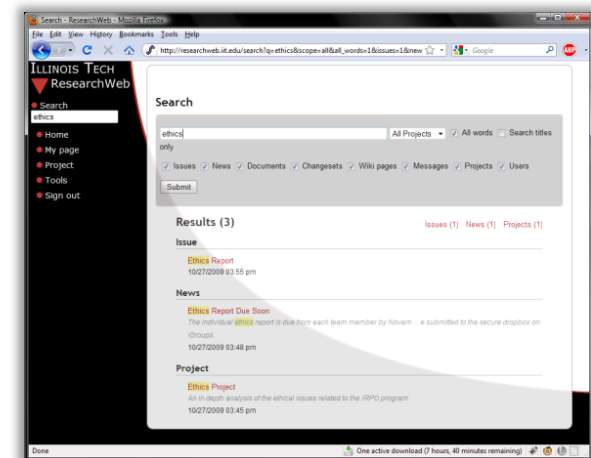 Search - ResearchWeb - Mozilla Firefox
File Edit View History Bookmarks Tools Help
http://researchweb.iit.edu/search?q=ethics&scope=all&all_words=1&issues=1&new Google ABP
ILLINOIS TECH
ResearchWeb
Search
ethics
Home
My page
Project
Tools
Sign out
Search
ethics All Projects All words Search titles
only
Issues News Documents Changesets Wiki pages Messages Projects Users
Submit
Results (3) Issues (1) News (1) Projects (1)
Issue
Ethics Report
10/27/2009 03:55 pm
News
Ethics Report Due Soon
The individual ethics report is due from each team member by Novem ... e submitted to the secure dropbox on
iGroups.
10/27/2009 03:48 pm
Project
Ethics Project
An in depth analysis of the ethical issues related to the IRPO program
10/27/2009 03:45 pm
Done One active download (7 hours, 40 minutes remaining)